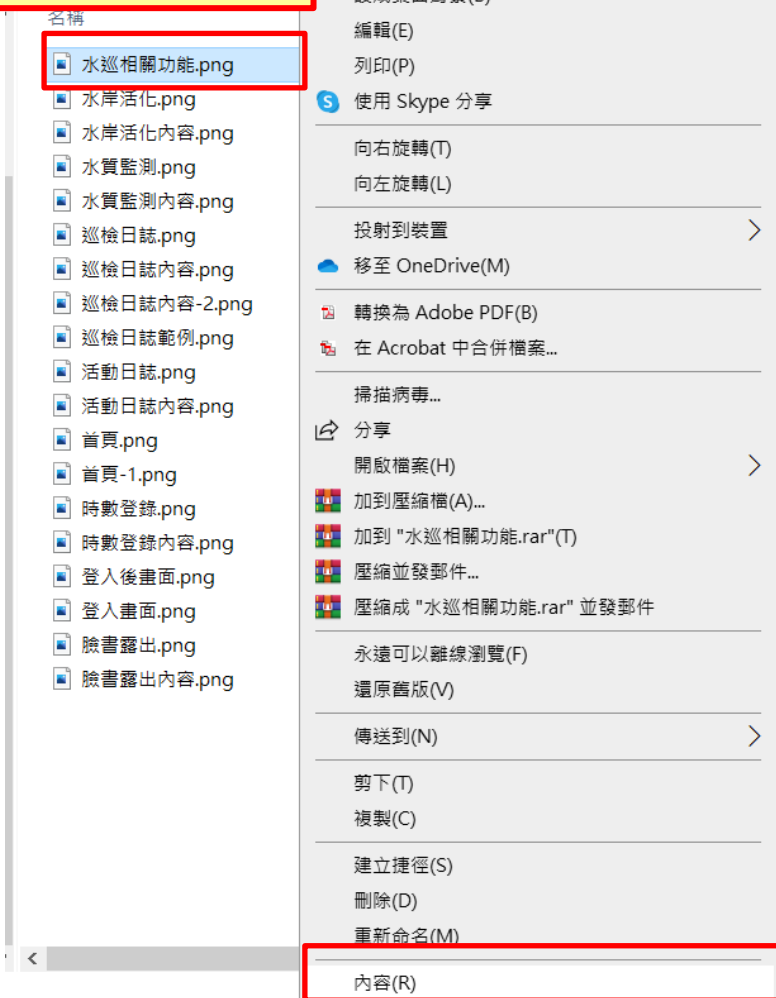 名稱
水巡相關功能.png
水岸活化.png
水岸活化內容.png
水質監測.png
水質監測內容.png
巡檢日誌.png
巡檢日誌內容.png
巡檢日誌內容-2.png
巡檢日誌範例.png
活動日誌.png
活動日誌內容.png
首頁.png
首頁-1.png
時數登錄.png
時數登錄內容.png
登入後畫面.png
登入畫面.png
臉書露出.png
臉書露出內容.png
編輯(E)
列印(P)
使用 Skype 分享
向右旋轉(T)
向左旋轉(L)
投射到裝置
移至 OneDrive(M)
轉換為 Adobe PDF(B)
在 Acrobat 中合併檔案...
掃描病毒...
分享
開啟檔案(H)
加到壓縮檔(A)...
加到 "水巡相關功能.rar"(T)
壓縮並發郵件...
壓縮成 "水巡相關功能.rar" 並發郵件
永遠可以離線瀏覽(F)
還原舊版(V)
傳送到(N)
剪下(T)
複製(C)
建立捷徑(S)
刪除(D)
重新命名(M)
內容(R)